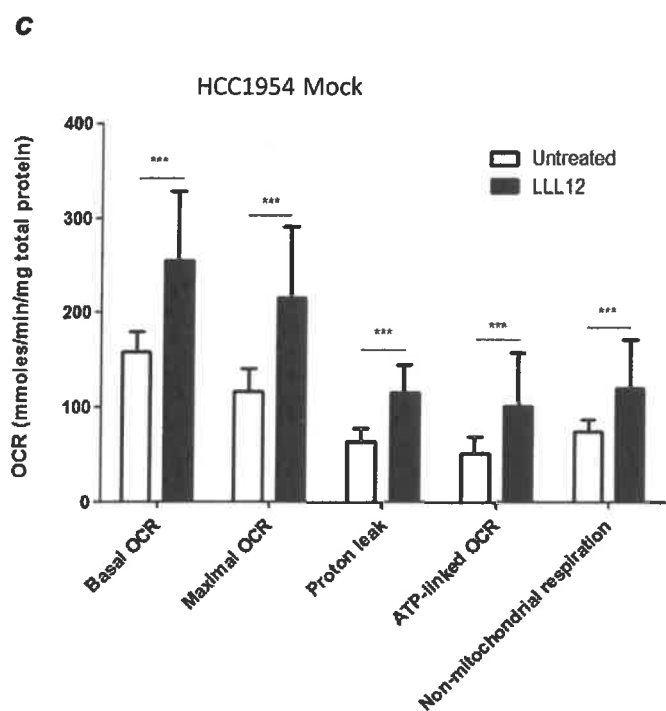 c
HCC1954 Mock
OCR (mmoles/min/mg total protein)
400
300
200
100
0
Untreated
LLL12
***
***
***
***
***
Basal OCR
Maximal OCR
Proton leak
ATP-linked OCR
Non-mitochondrial respiration